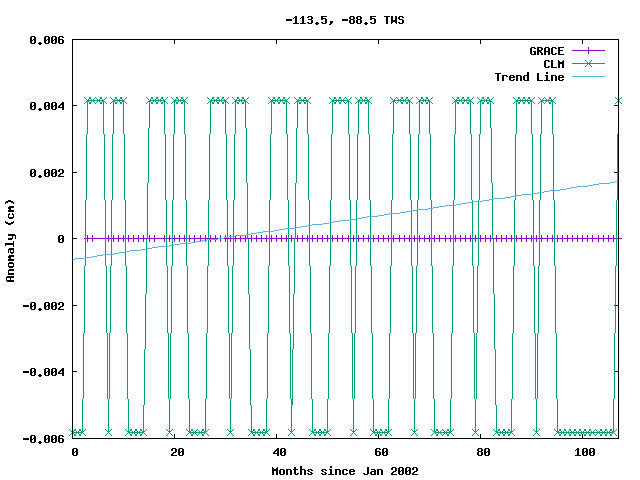 -113.5, -88.5 TWS
GRACE
CLM
Trend Line
0.006
0.004
0.002
0
-0.002
-0.004
-0.006
Anomaly (cm)
0 20 40 60 80 100
Months since Jan 2002